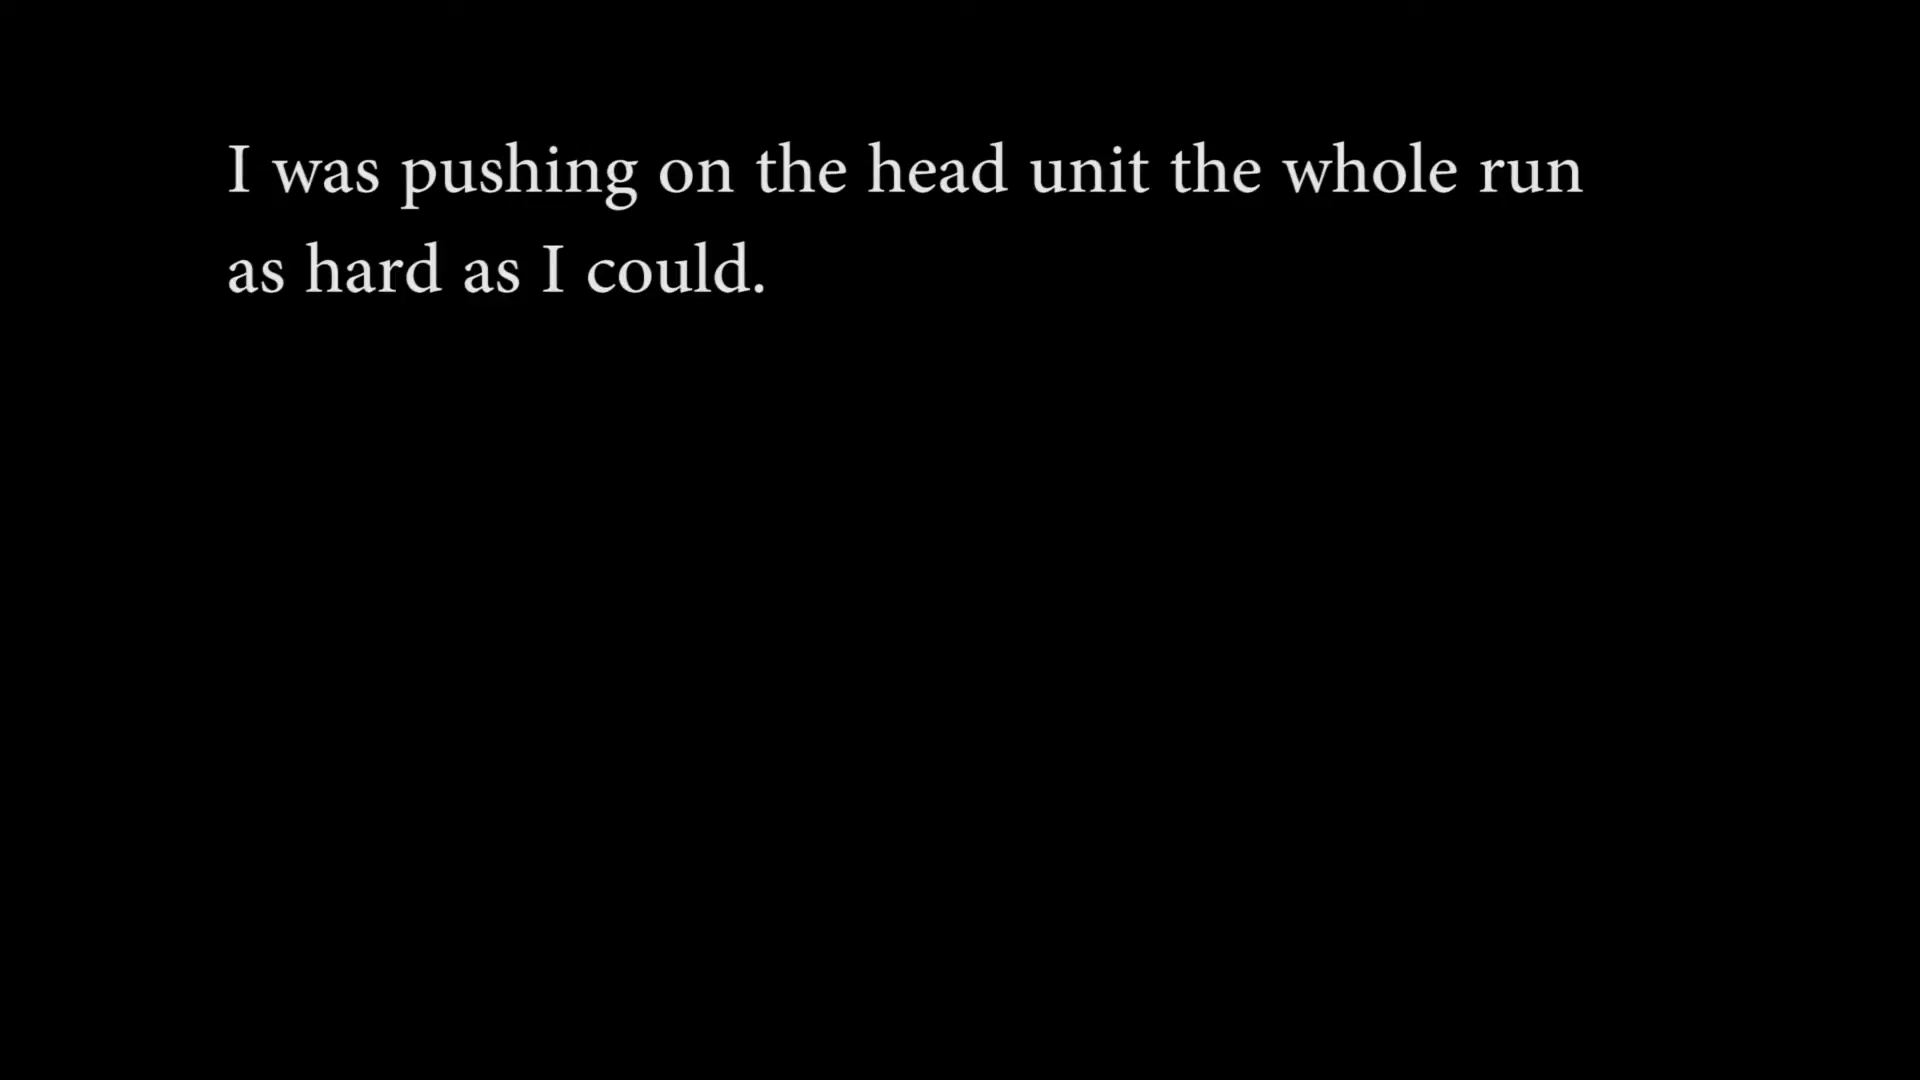 I was pushing on the head unit the whole run
as hard as I could.